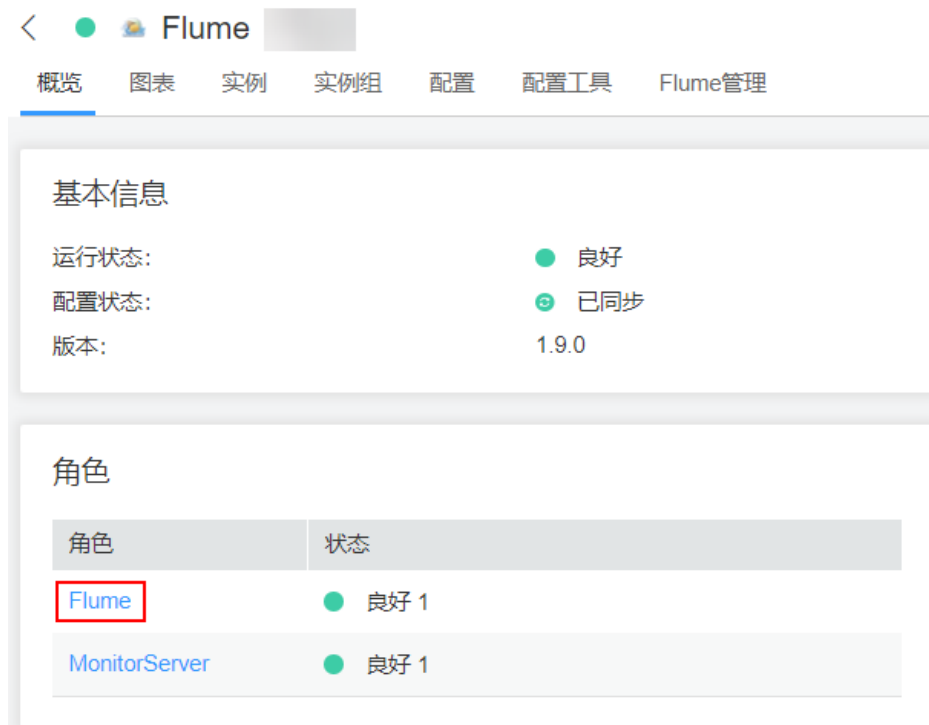 Flume
概览 图表 实例 实例组 配置 配置工具 Flume管理
基本信息
运行状态: 良好
配置状态: 已同步
版本: 1.9.0
角色
角色 状态
Flume 良好 1
MonitorServer 良好 1